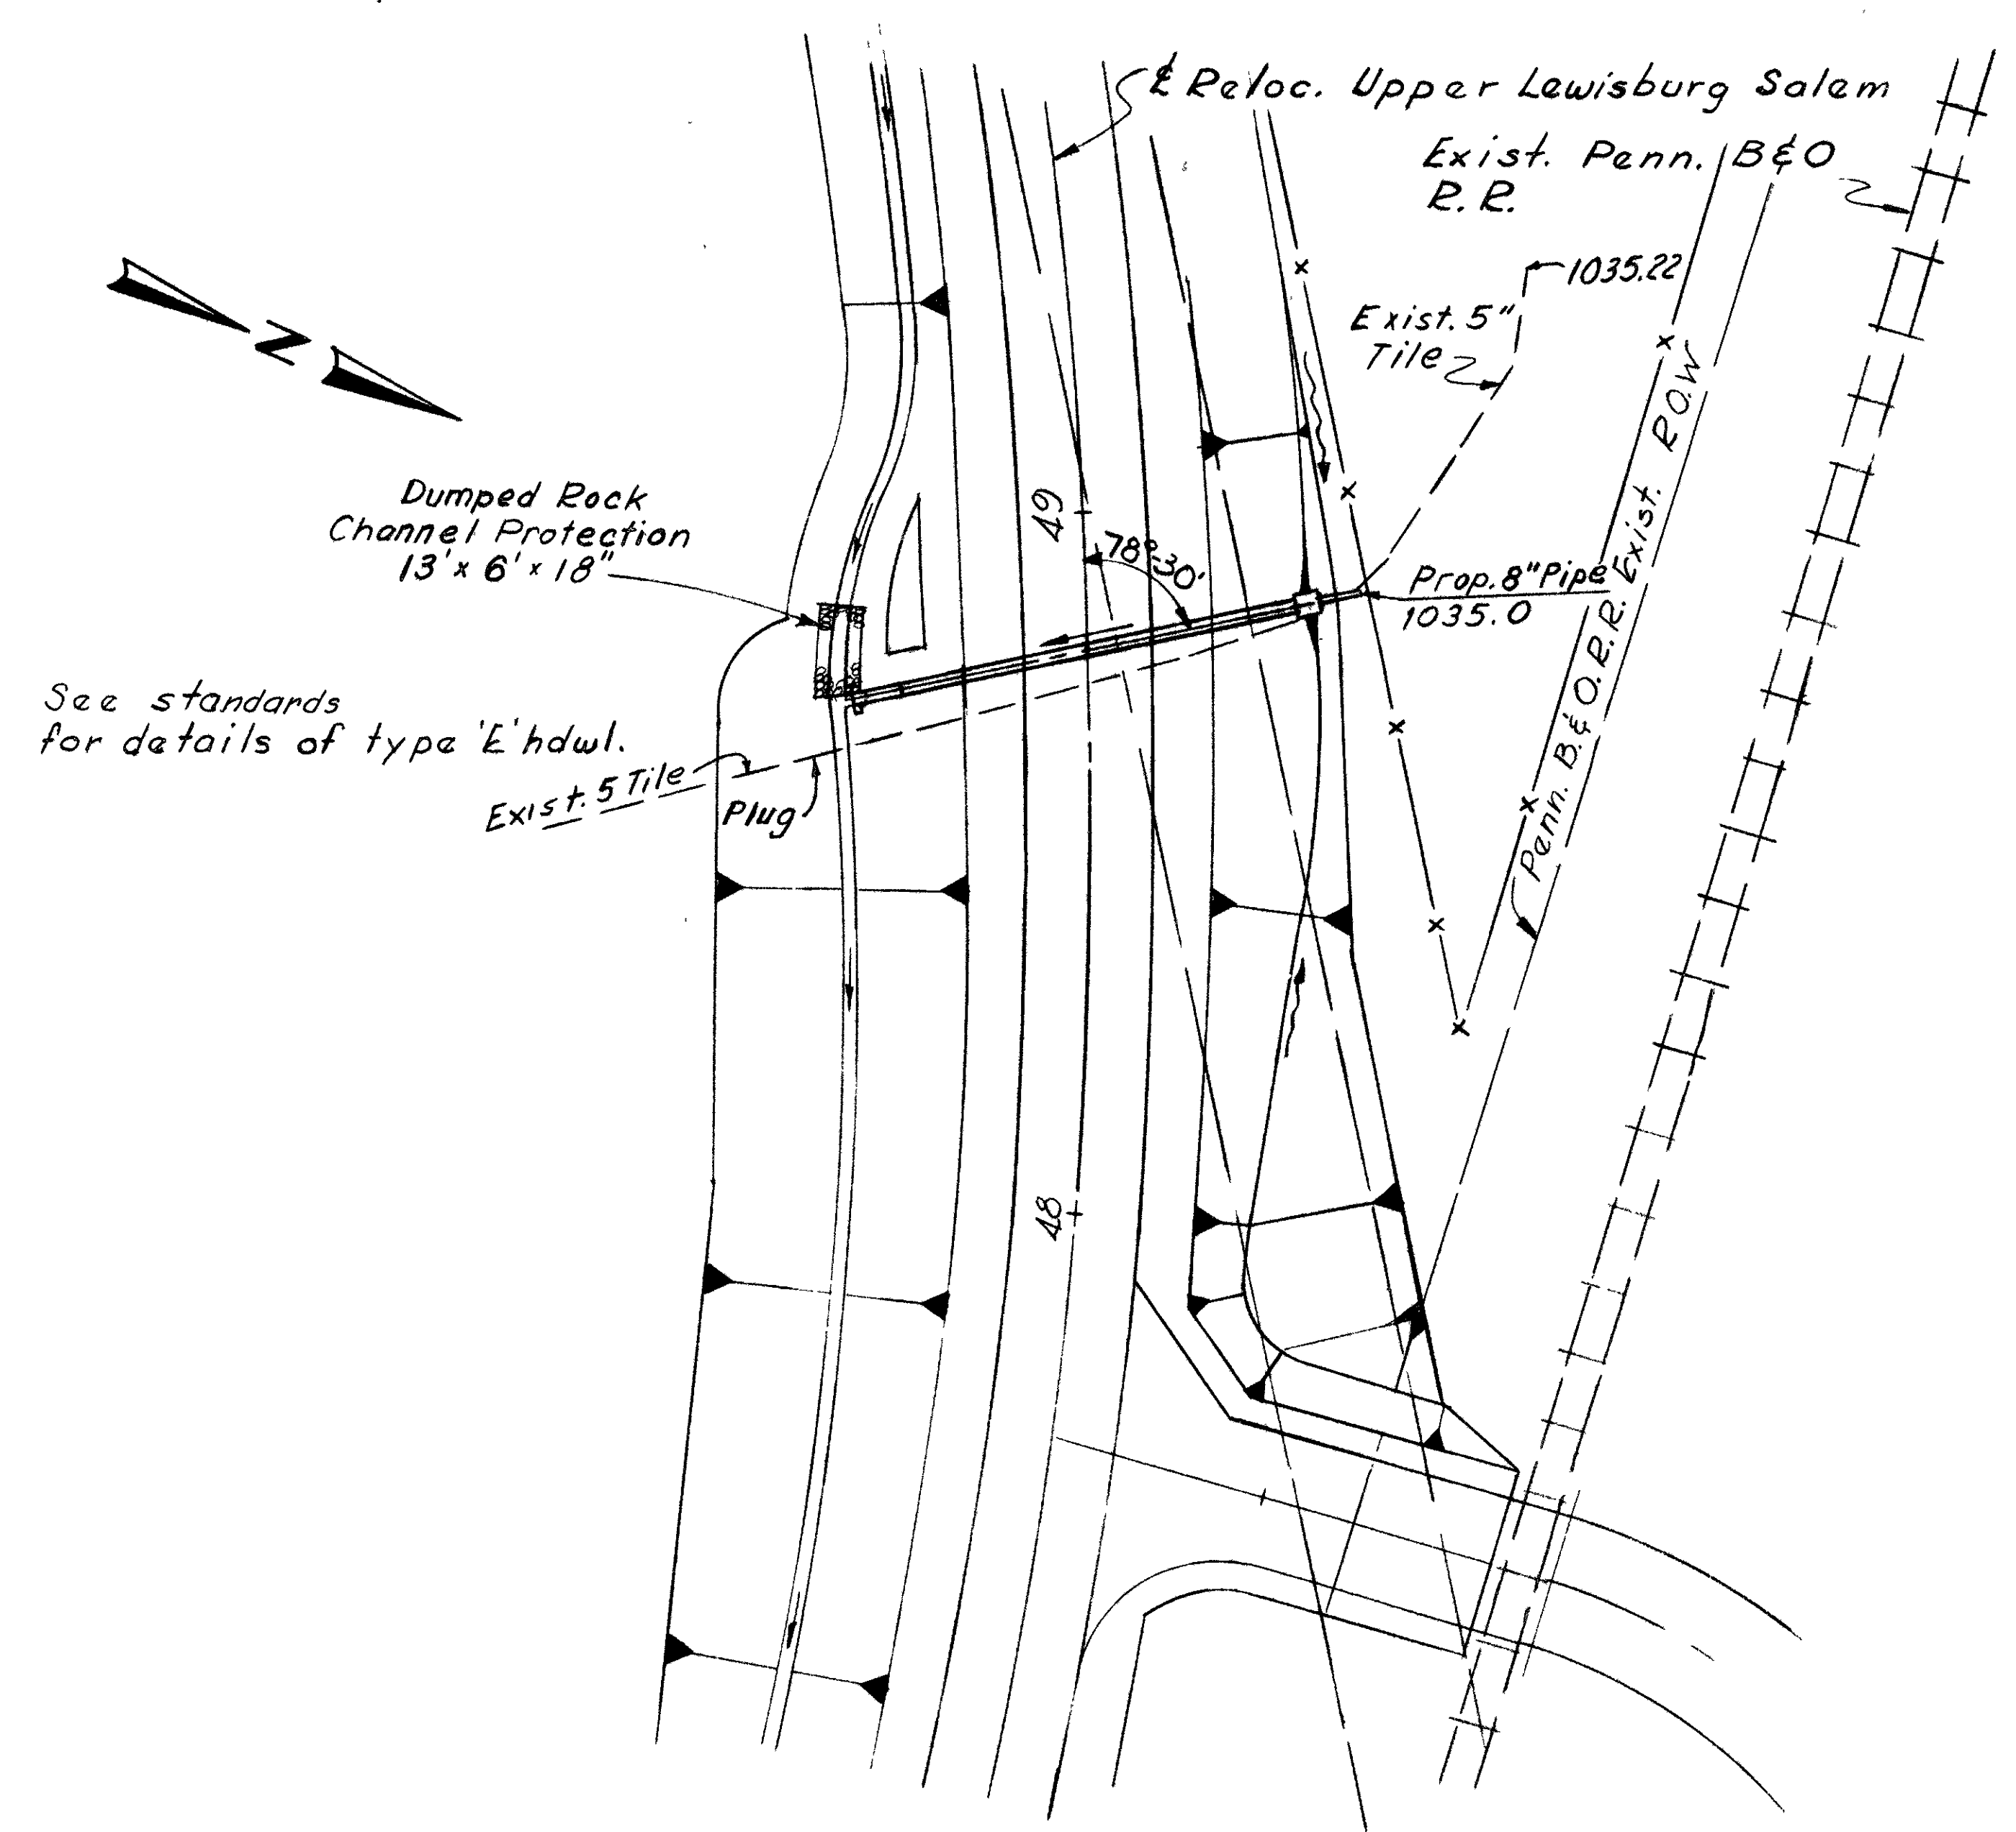 ℄ Reloc. Upper Lewisburg Salem
Exist. Penn. B&O
R.R.
1035.22
Exist. 5"
Tile
N
Dumped Rock
Channel Protection
13' x 6' x 18"
49
78°-30'
Prop. 8" Pipe
1035.0
Penn. B.&O.R.R. Exist. R.O.W
See standards
for details of type 'E' hdwl.
Exist. 5 Tile
Plug
48